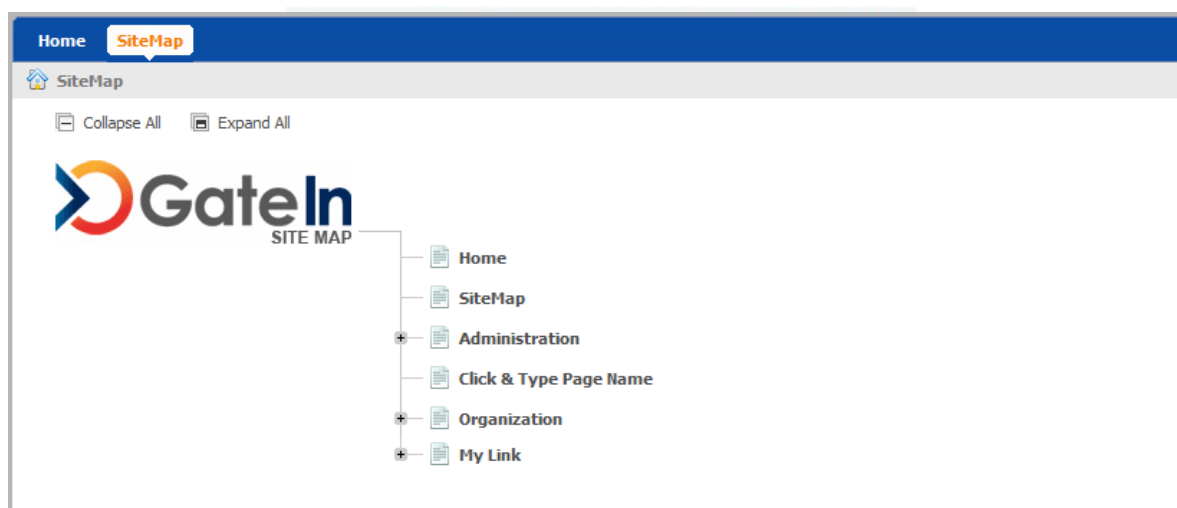 Home SiteMap
SiteMap
Collapse All Expand All
GateIn
SITE MAP
Home
SiteMap
Administration
Click & Type Page Name
Organization
My Link